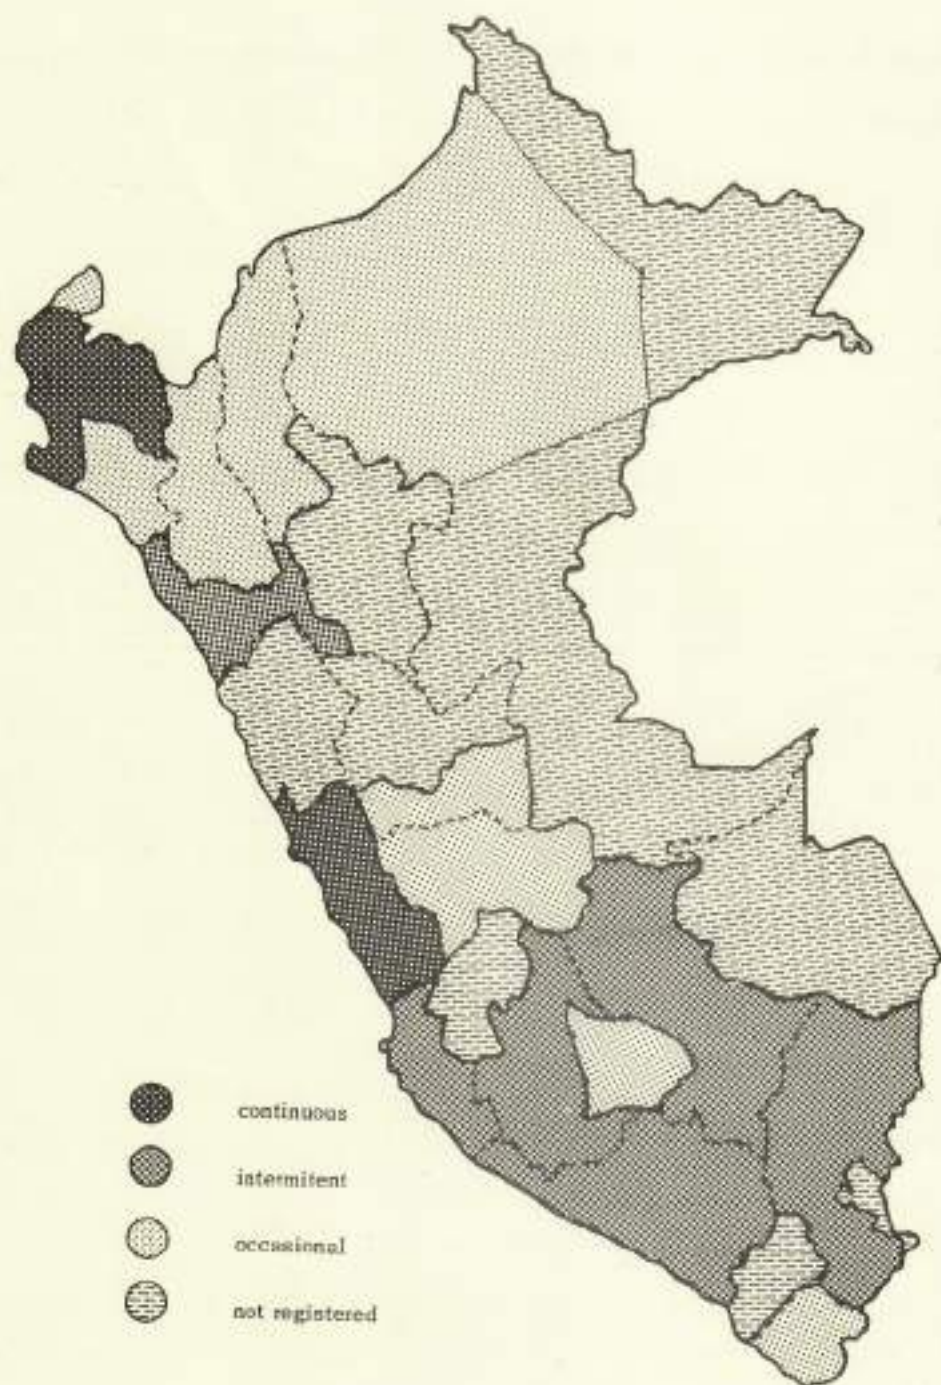 continuous
intermitent
occasional
not registered